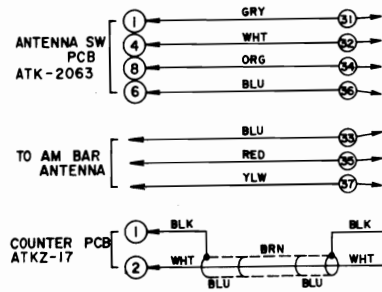 GRY
1 31
ANTENNA SW WHT
4 32
PCB ORG
ATK-2063 8 34
BLU
6 36
BLU
33
TO AM BAR RED
35
ANTENNA YLW
37
1 BLK BLK
COUNTER PCB BRN
ATKZ-17 2 WHT WHT
BLU BLU